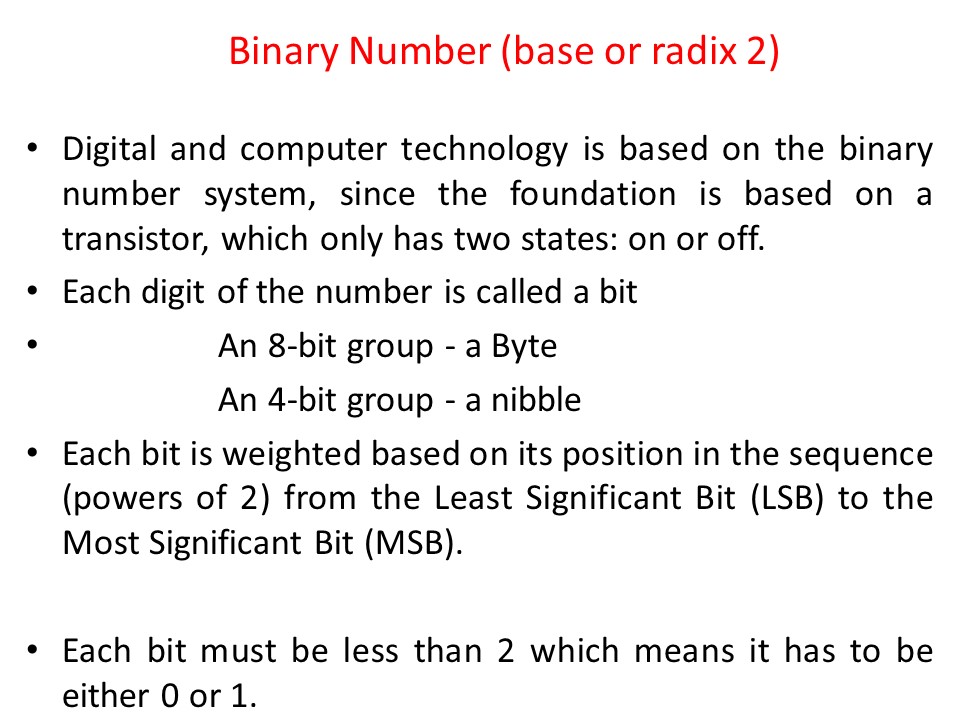 Binary Number (base or radix 2)
• Digital and computer technology is based on the binary
number system, since the foundation is based on a
transistor, which only has two states: on or off.
• Each digit of the number is called a bit
• An 8-bit group - a Byte
An 4-bit group - a nibble
• Each bit is weighted based on its position in the sequence
(powers of 2) from the Least Significant Bit (LSB) to the
Most Significant Bit (MSB).
• Each bit must be less than 2 which means it has to be
either 0 or 1.